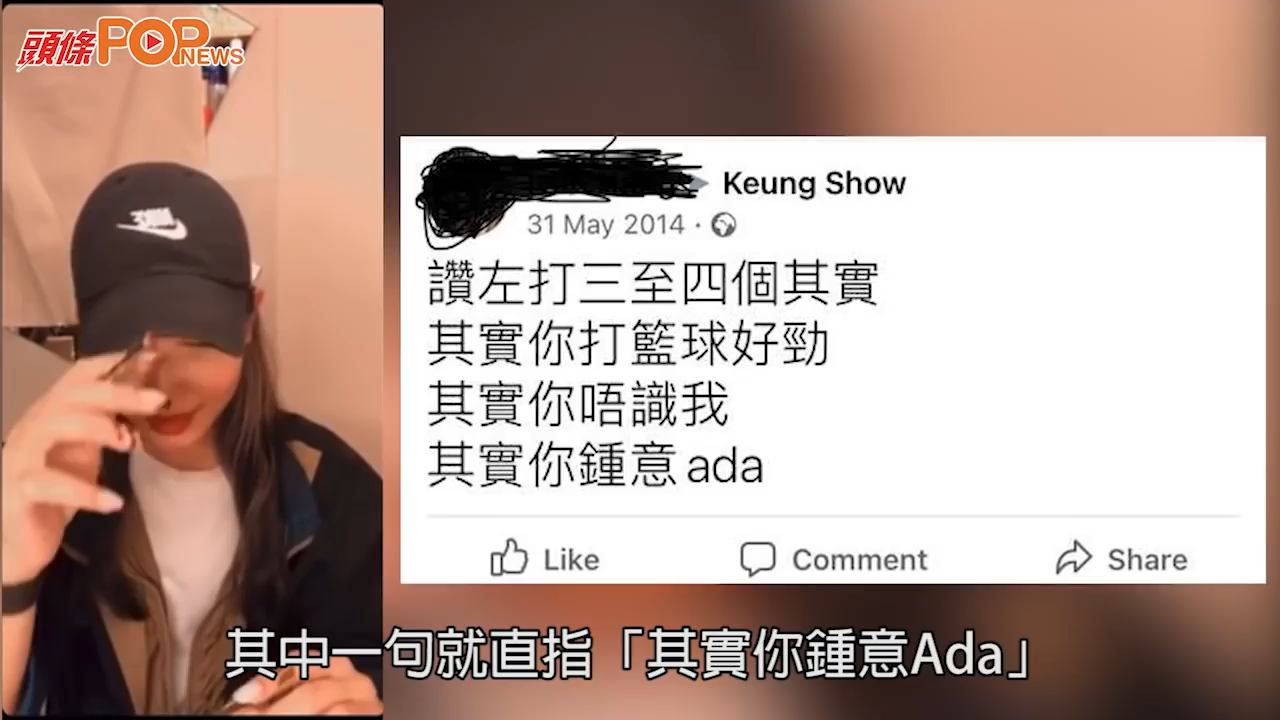 頭條POPNEWS
Keung Show
31 May 2014 ·
讚左打三至四個其實
其實你打籃球好勁
其實你唔識我
其實你鍾意ada
Like
Comment
Share
其中一句就直指「其實你鍾意Ada」